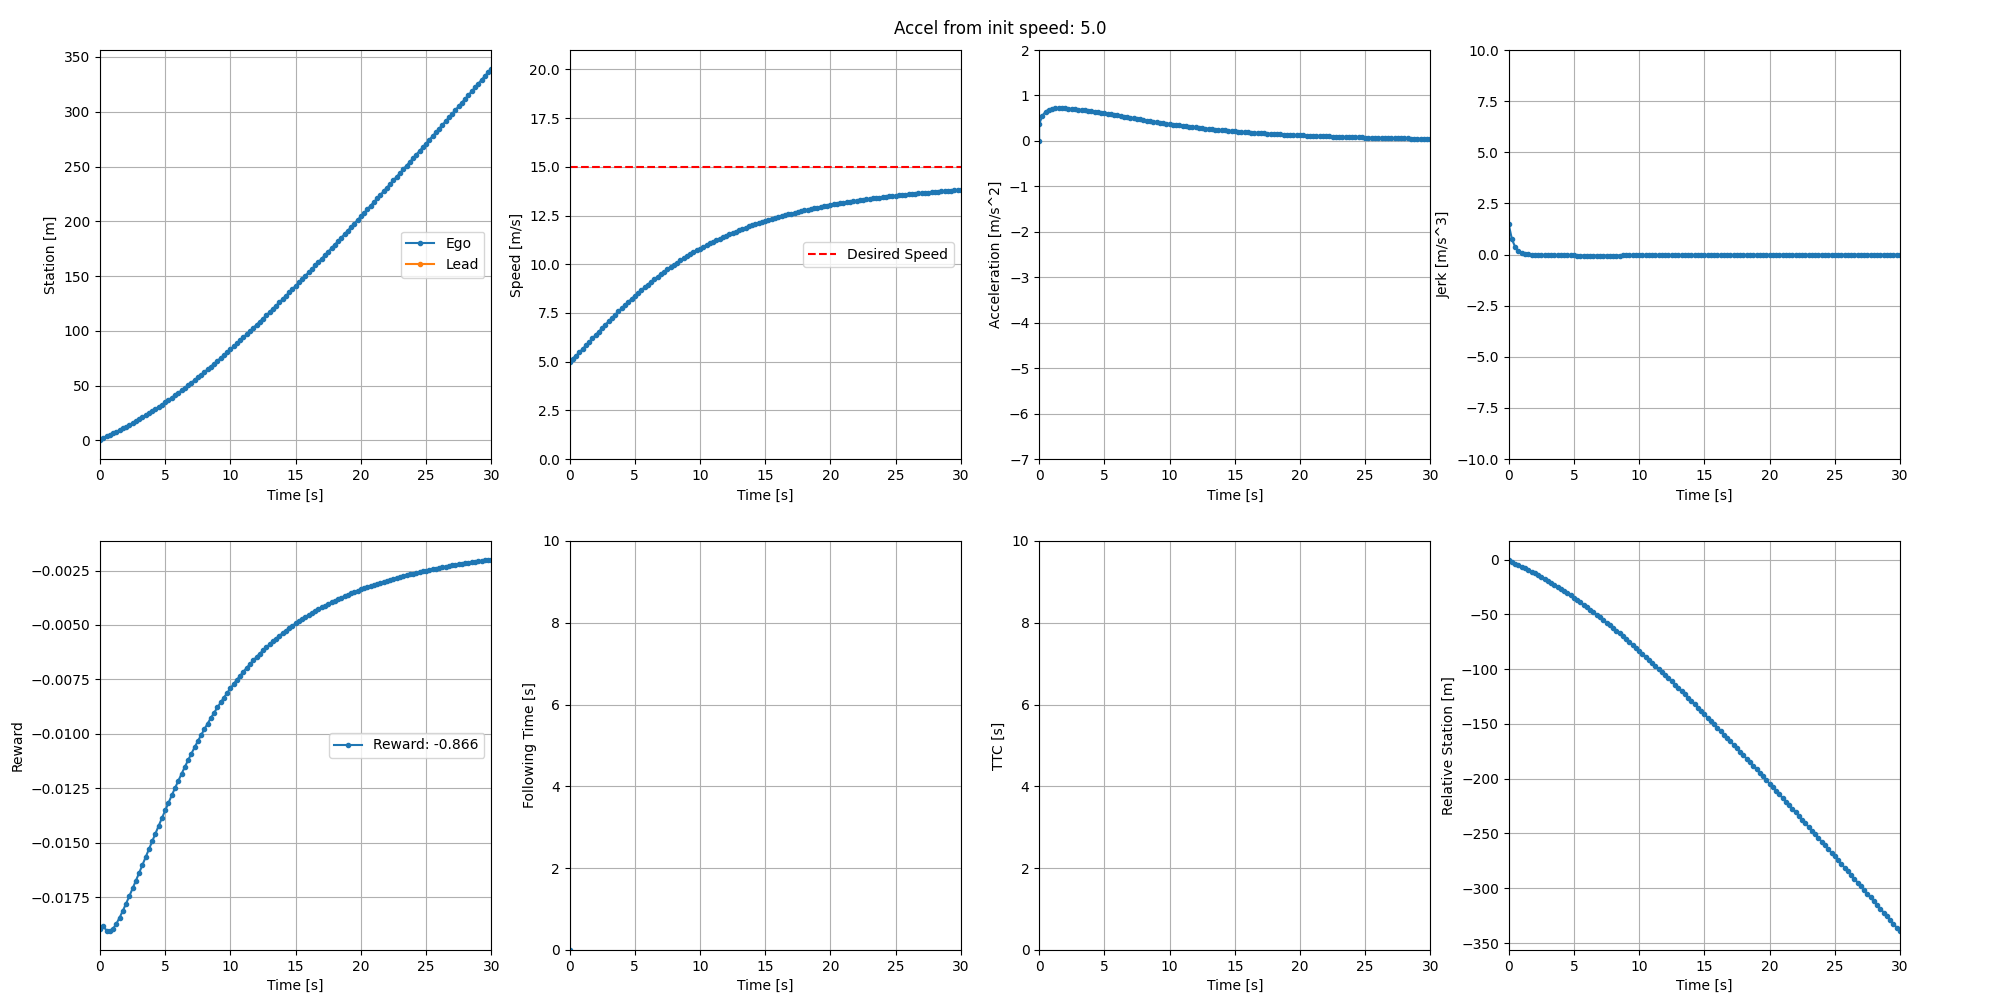 Accel from init speed: 5.0
350
300
250
200
150
100
50
0
Station [m]
Ego
Lead
0 5 10 15 20 25 30
Time [s]
20.0
17.5
15.0
12.5
10.0
7.5
5.0
2.5
0.0
Speed [m/s]
Desired Speed
0 5 10 15 20 25 30
Time [s]
2
1
0
−1
−2
−3
−4
−5
−6
−7
Acceleration [m/s^2]
0 5 10 15 20 25 30
Time [s]
10.0
7.5
5.0
2.5
0.0
−2.5
−5.0
−7.5
−10.0
Jerk [m/s^3]
0 5 10 15 20 25 30
Time [s]
−0.0025
−0.0050
−0.0075
−0.0100
−0.0125
−0.0150
−0.0175
Reward
Reward: -0.866
0 5 10 15 20 25 30
Time [s]
10
8
6
4
2
0
Following Time [s]
0 5 10 15 20 25 30
Time [s]
10
8
6
4
2
0
TTC [s]
0 5 10 15 20 25 30
Time [s]
0
−50
−100
−150
−200
−250
−300
−350
Relative Station [m]
0 5 10 15 20 25 30
Time [s]